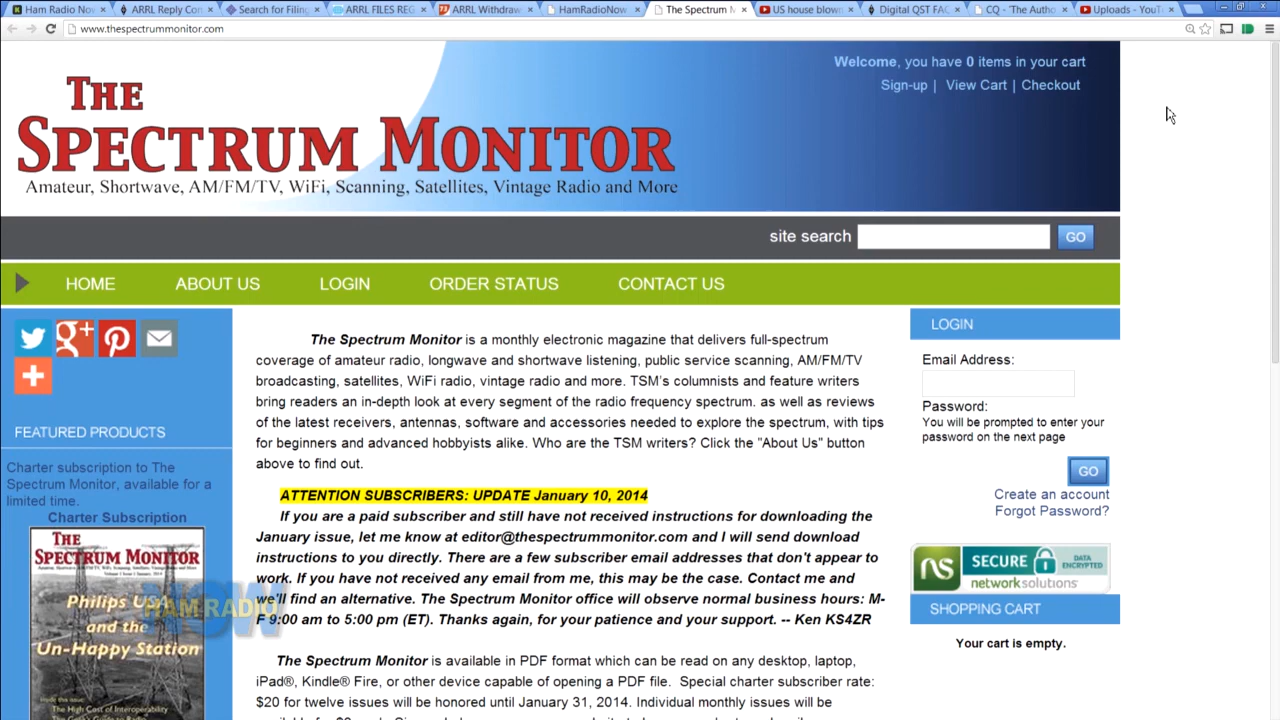 Ham Radio Now
ARRL Reply Con
Search for Filing
ARRL FILES REG
ARRL Withdraw
HamRadioNow
The Spectrum M
US house blown
Digital QST FAC
CQ - 'The Autho
Uploads - YouT
www.thespectrummonitor.com
THE
SPECTRUM MONITOR
Amateur, Shortwave, AM/FM/TV, WiFi, Scanning, Satellites, Vintage Radio and More
Welcome, you have 0 items in your cart
Sign-up | View Cart | Checkout
site search GO
HOME ABOUT US LOGIN ORDER STATUS CONTACT US
FEATURED PRODUCTS
Charter subscription to The
Spectrum Monitor, available for a
limited time.
Charter Subscription
THE
SPECTRUM MONITOR
Philips
and the
Un-Happy Station
Inside this issue:
The High Cost of Interoperability
HAM RADIO
NOW
The Spectrum Monitor is a monthly electronic magazine that delivers full-spectrum
coverage of amateur radio, longwave and shortwave listening, public service scanning, AM/FM/TV
broadcasting, satellites, WiFi radio, vintage radio and more. TSM's columnists and feature writers
bring readers an in-depth look at every segment of the radio frequency spectrum. as well as reviews
of the latest receivers, antennas, software and accessories needed to explore the spectrum, with tips
for beginners and advanced hobbyists alike. Who are the TSM writers? Click the "About Us" button
above to find out.
ATTENTION SUBSCRIBERS: UPDATE January 10, 2014
If you are a paid subscriber and still have not received instructions for downloading the
January issue, let me know at editor@thespectrummonitor.com and I will send download
instructions to you directly. There are a few subscriber email addresses that don't appear to
work. If you have not received any email from me, this may be the case. Contact me and
we'll find an alternative. The Spectrum Monitor office will observe normal business hours: M-
F 9:00 am to 5:00 pm (ET). Thanks again, for your patience and your support. -- Ken KS4ZR
The Spectrum Monitor is available in PDF format which can be read on any desktop, laptop,
iPad®, Kindle® Fire, or other device capable of opening a PDF file. Special charter subscriber rate:
$20 for twelve issues will be honored until January 31, 2014. Individual monthly issues will be
LOGIN
Email Address:
Password:
You will be prompted to enter your
password on the next page
GO
Create an account
Forgot Password?
NS SECURE DATA ENCRYPTED
networksolutions
SHOPPING CART
Your cart is empty.